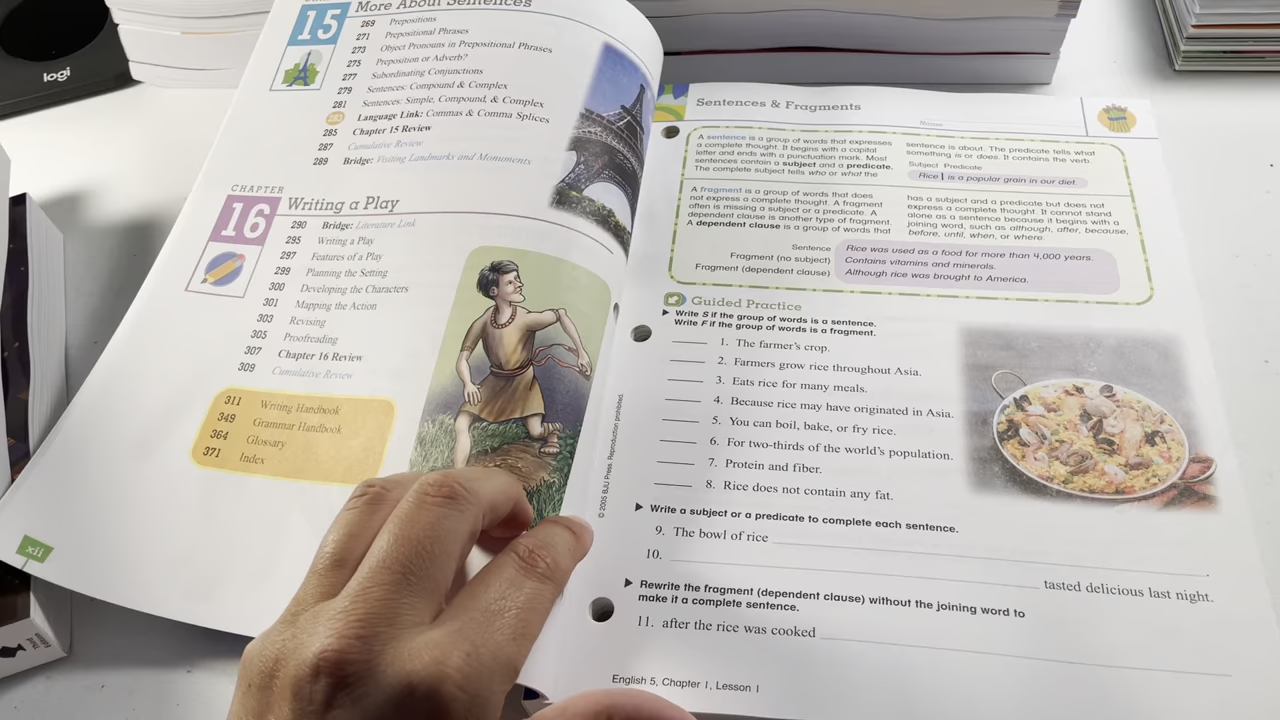 logi
15
More About Sentences
269 Prepositions
271 Prepositional Phrases
273 Object Pronouns in Prepositional Phrases
275 Preposition or Adverb?
277 Subordinating Conjunctions
279 Sentences: Compound & Complex
281 Sentences: Simple, Compound, & Complex
Language Link: Commas & Comma Splices
285 Chapter 15 Review
287 Cumulative Review
289 Bridge: Visiting Landmarks and Monuments
CHAPTER
16
Writing a Play
290 Bridge: Literature Link
295 Writing a Play
297 Features of a Play
299 Planning the Setting
300 Developing the Characters
301 Mapping the Action
303 Revising
305 Proofreading
307 Chapter 16 Review
309 Cumulative Review
311 Writing Handbook
349 Grammar Handbook
364 Glossary
371 Index
xii
Third
Edition
Sentences & Fragments
Name
A sentence is a group of words that expresses
a complete thought. It begins with a capital
letter and ends with a punctuation mark. Most
sentences contain a subject and a predicate.
The complete subject tells who or what the
sentence is about. The predicate tells what
something is or does. It contains the verb.
Subject Predicate
Rice | is a popular grain in our diet.
A fragment is a group of words that does
not express a complete thought. A fragment
often is missing a subject or a predicate. A
dependent clause is another type of fragment.
A dependent clause is a group of words that
has a subject and a predicate but does not
express a complete thought. It cannot stand
alone as a sentence because it begins with a
joining word, such as although, after, because,
before, until, when, or where.
Sentence Rice was used as a food for more than 4,000 years.
Fragment (no subject) Contains vitamins and minerals.
Fragment (dependent clause) Although rice was brought to America.
Guided Practice
Write S if the group of words is a sentence.
Write F if the group of words is a fragment.
1. The farmer's crop.
2. Farmers grow rice throughout Asia.
3. Eats rice for many meals.
4. Because rice may have originated in Asia.
5. You can boil, bake, or fry rice.
6. For two-thirds of the world's population.
7. Protein and fiber.
8. Rice does not contain any fat.
Write a subject or a predicate to complete each sentence.
9. The bowl of rice .
10. tasted delicious last night.
Rewrite the fragment (dependent clause) without the joining word to
make it a complete sentence.
11. after the rice was cooked
© 2005 BJU Press. Reproduction prohibited.
English 5, Chapter 1, Lesson 1